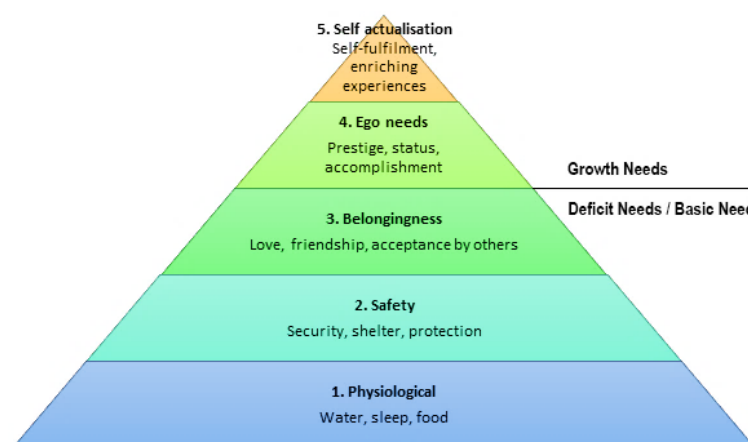 5. Self actualisation
Self-fulfilment,
enriching
experiences
4. Ego needs
Prestige, status,
accomplishment
Growth Needs
Deficit Needs / Basic Need
3. Belongingness
Love, friendship, acceptance by others
2. Safety
Security, shelter, protection
1. Physiological
Water, sleep, food